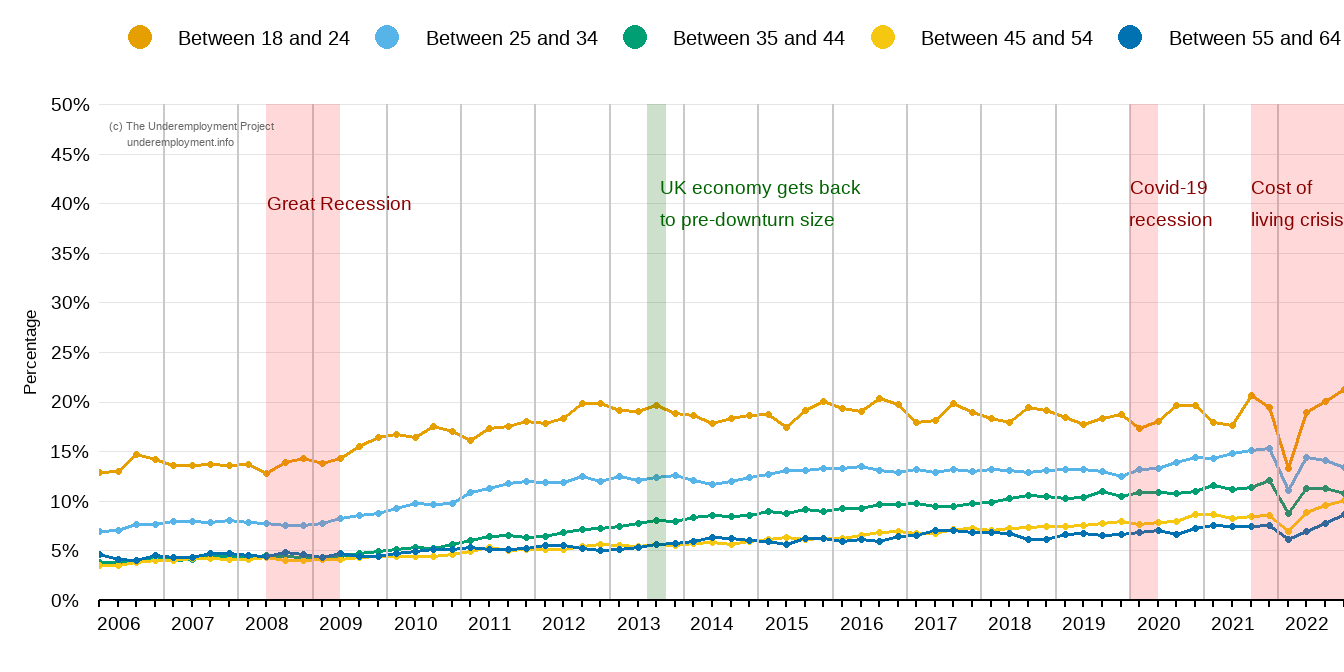 Between 18 and 24 Between 25 and 34 Between 35 and 44 Between 45 and 54 Between 55 and 64
50%
(c) The Underemployment Project
underemployment.info
45%
UK economy gets back
Covid-19
Cost of
40%
Great Recession
to pre-downturn size
recession
living crisis
35%
30%
25%
20%
15%
10%
5%
0%
Percentage
2006 2007 2008 2009 2010 2011 2012 2013 2014 2015 2016 2017 2018 2019 2020 2021 2022